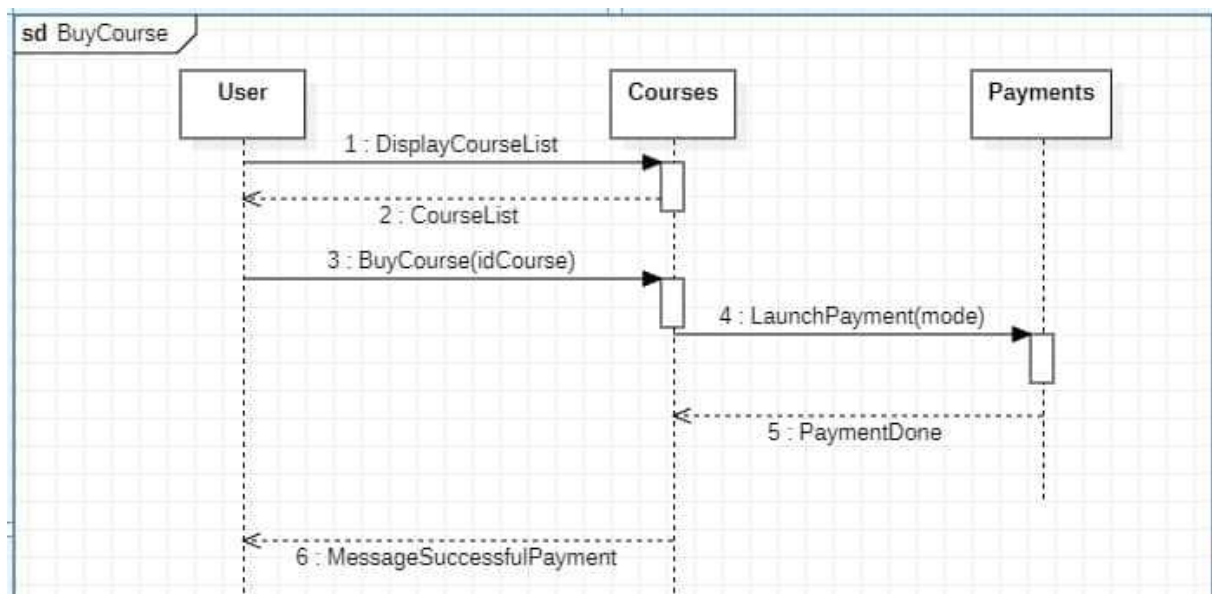 sd BuyCourse
User
Courses
Payments
1 : DisplayCourseList
2 : CourseList
3 : BuyCourse(idCourse)
4 : LaunchPayment(mode)
5 : PaymentDone
6 : MessageSuccessfulPayment